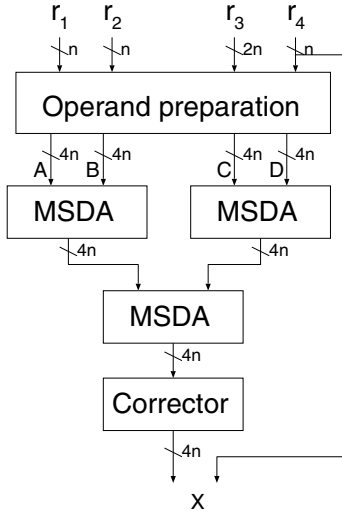 r1 r2 r3 r4
n n 2n n
Operand preparation
4n 4n 4n 4n
A B C D
MSDA MSDA
4n 4n
MSDA
4n
Corrector
4n
X